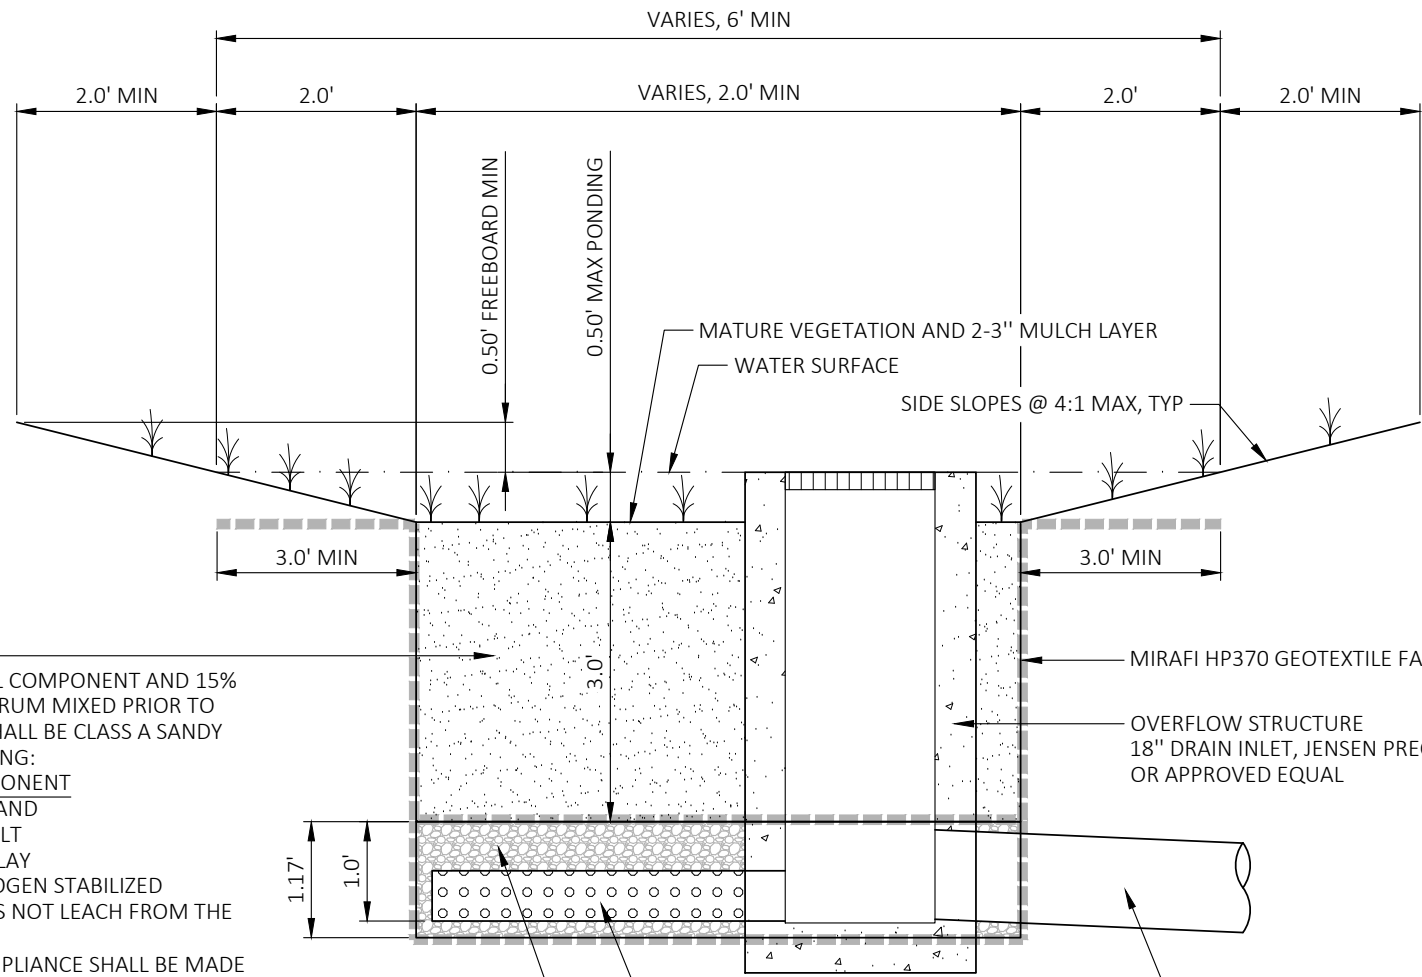 VARIES, 6' MIN
2.0' MIN
2.0'
VARIES, 2.0' MIN
2.0'
2.0' MIN
0.50' FREEBOARD MIN
0.50' MAX PONDING
MATURE VEGETATION AND 2-3" MULCH LAYER
WATER SURFACE
SIDE SLOPES @ 4:1 MAX, TYP
3.0' MIN
3.0' MIN
3.0'
MIRAFI HP370 GEOTEXTILE FA
OVERFLOW STRUCTURE
18" DRAIN INLET, JENSEN PREC
OR APPROVED EQUAL
L COMPONENT AND 15%
RUM MIXED PRIOR TO
HALL BE CLASS A SANDY
NG:
PONENT
AND
LT
LAY
OGEN STABILIZED
S NOT LEACH FROM THE
PLIANCE SHALL BE MADE
1.17'
1.0'